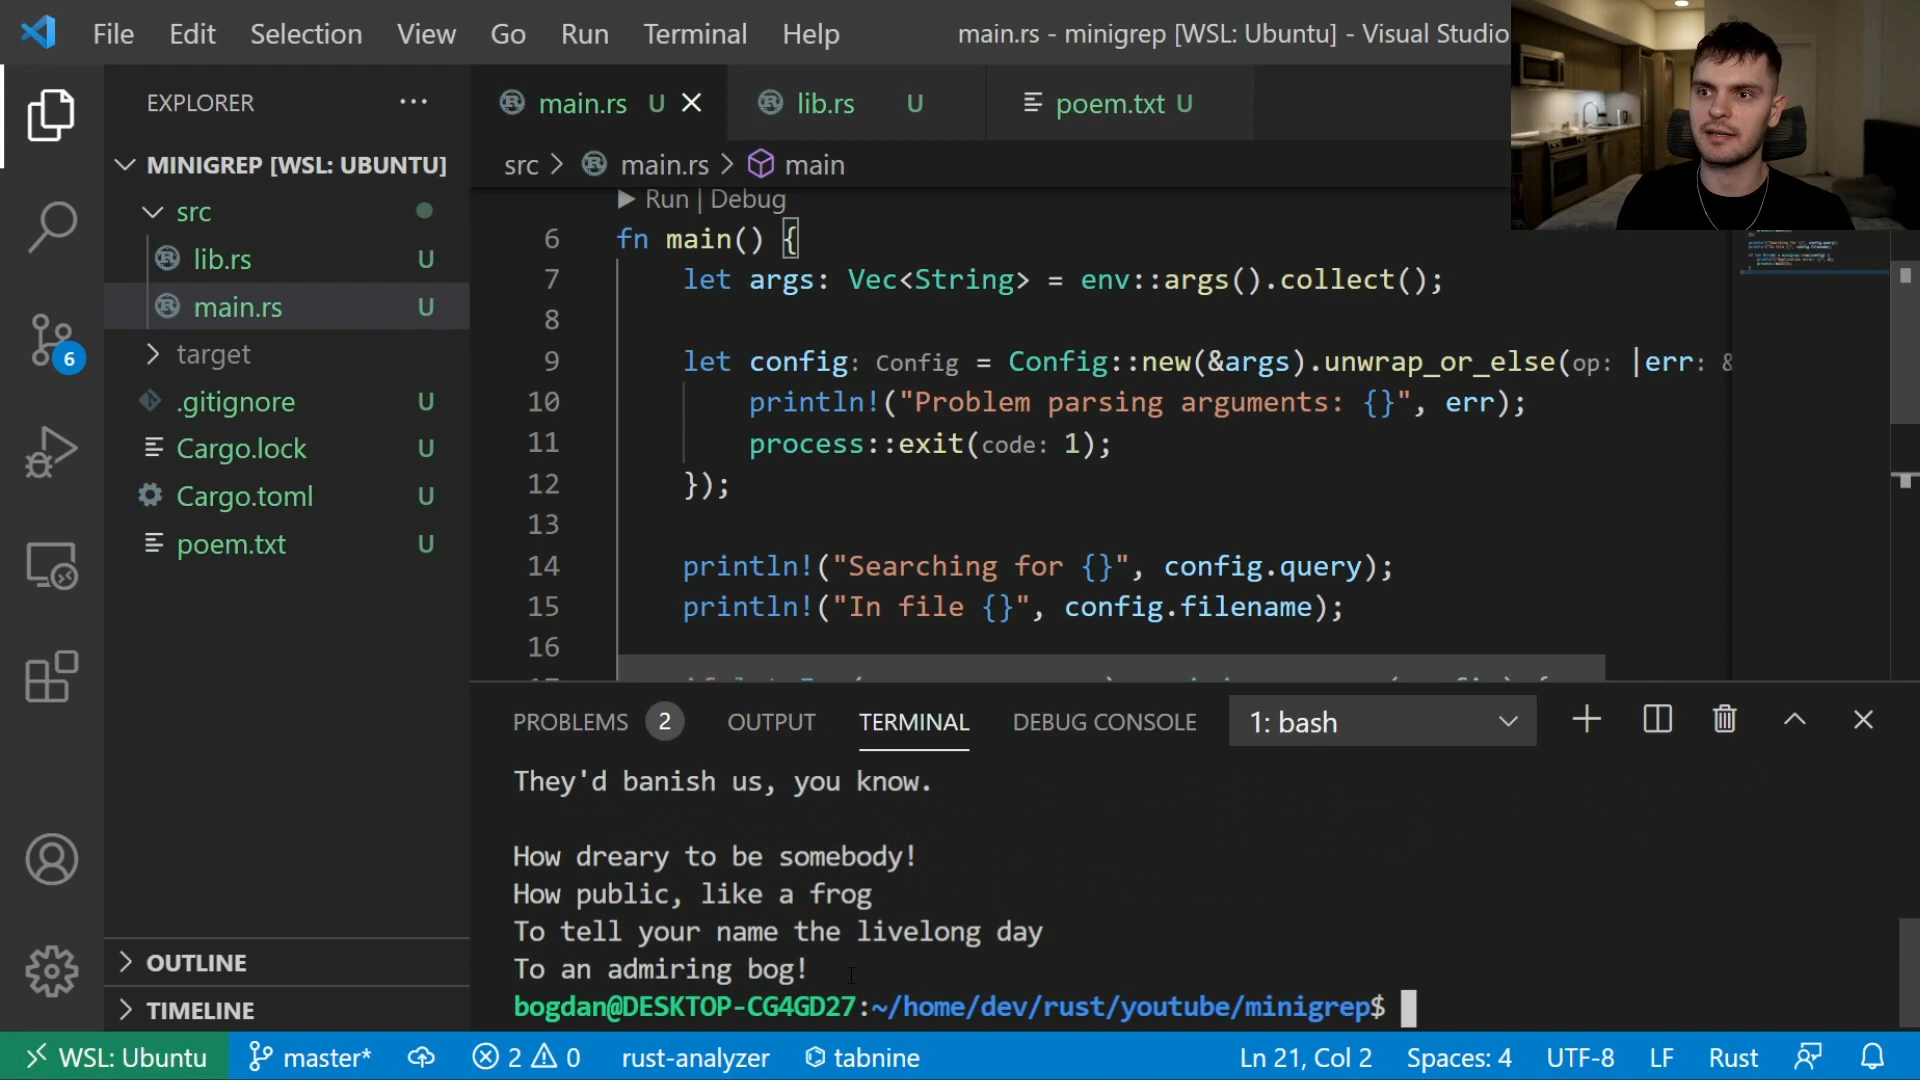 File Edit Selection View Go Run Terminal Help main.rs - minigrep [WSL: Ubuntu] - Visual Studio
EXPLORER ···
MINIGREP [WSL: UBUNTU]
src
lib.rs U
main.rs U
target
.gitignore U
Cargo.lock U
Cargo.toml U
poem.txt U
OUTLINE
TIMELINE
6
main.rs U
lib.rs U
poem.txt U
src > main.rs > main
Run | Debug
6 fn main() {
7 let args: Vec<String> = env::args().collect();
8
9 let config: Config = Config::new(&args).unwrap_or_else(op: |err: &
10 println!("Problem parsing arguments: {}", err);
11 process::exit(code: 1);
12 });
13
14 println!("Searching for {}", config.query);
15 println!("In file {}", config.filename);
16
PROBLEMS 2 OUTPUT TERMINAL DEBUG CONSOLE 1: bash
They'd banish us, you know.
How dreary to be somebody!
How public, like a frog
To tell your name the livelong day
To an admiring bog!
bogdan@DESKTOP-CG4GD27:~/home/dev/rust/youtube/minigrep$
WSL: Ubuntu master* 2 0 rust-analyzer tabnine Ln 21, Col 2 Spaces: 4 UTF-8 LF Rust